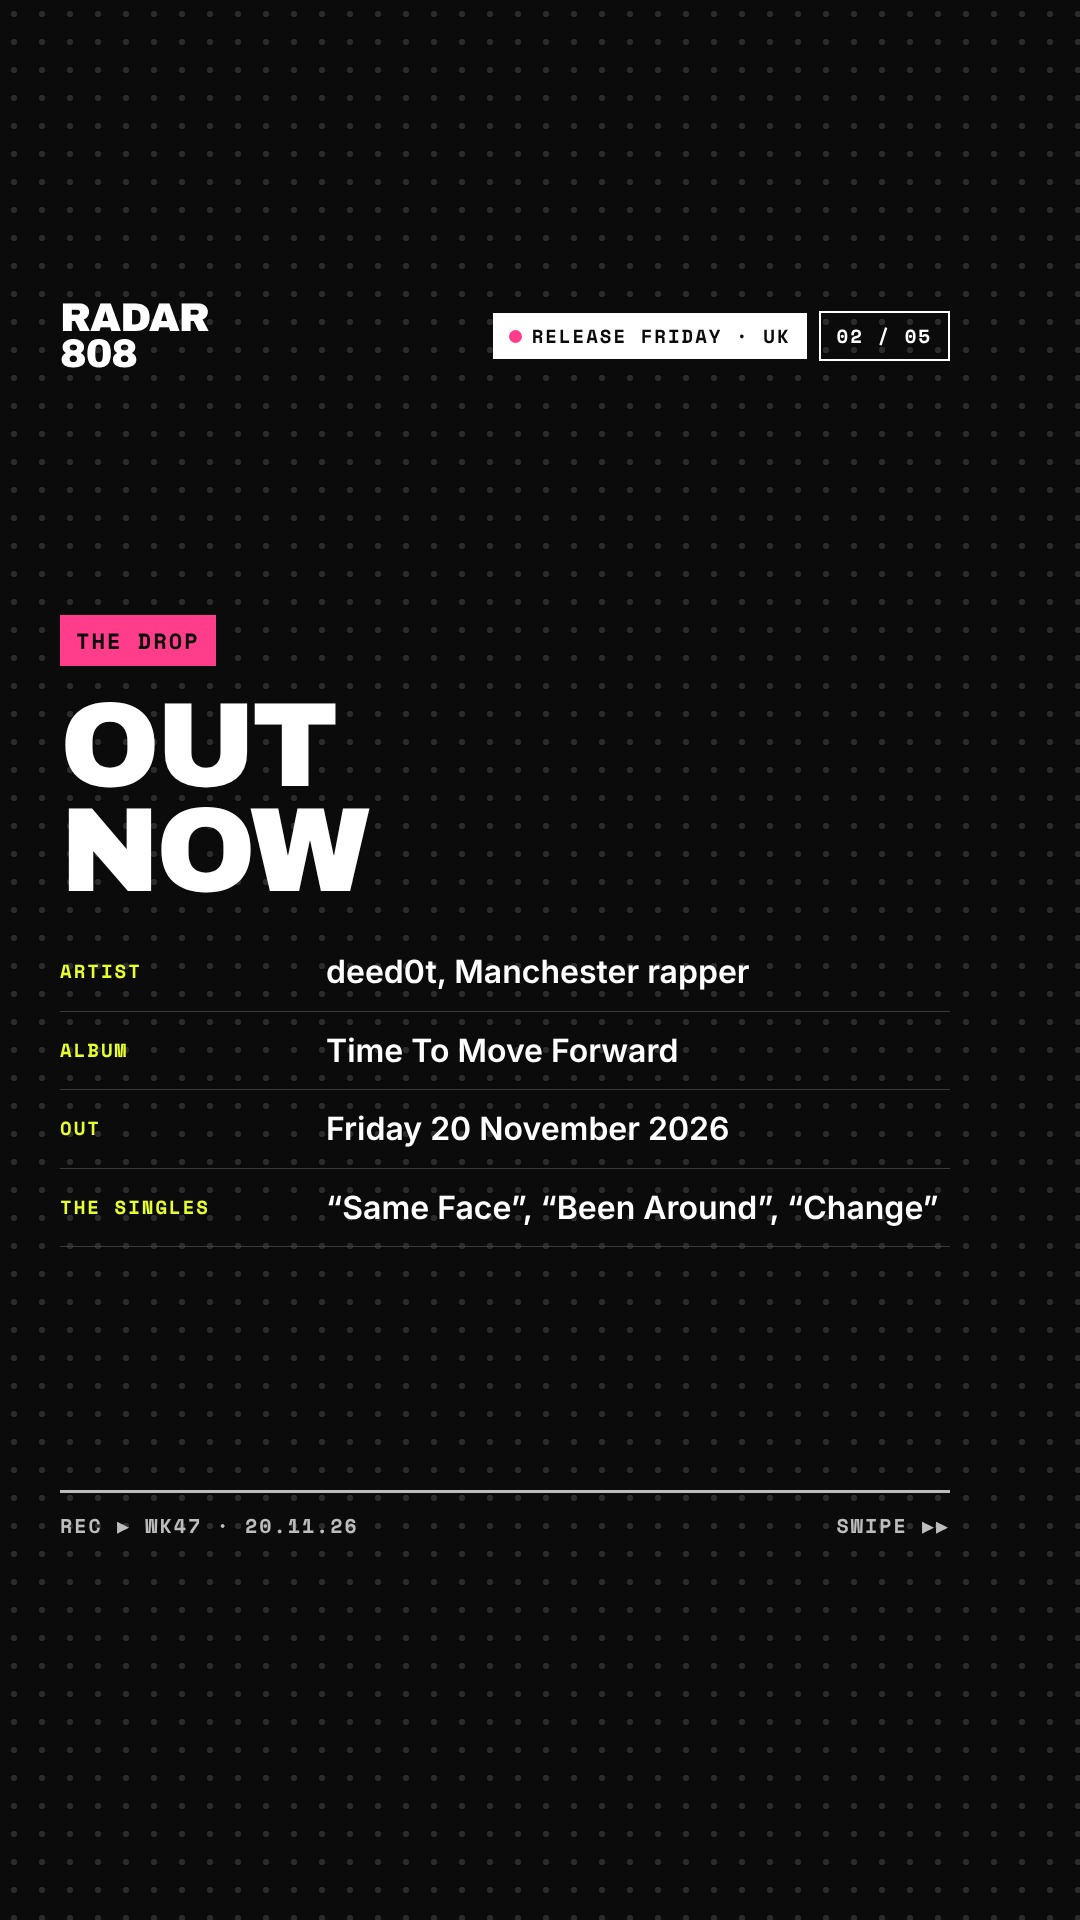 RADAR
808
RELEASE FRIDAY · UK
02 / 05
THE DROP
OUT
NOW
ARTIST deed0t, Manchester rapper
ALBUM Time To Move Forward
OUT Friday 20 November 2026
THE SINGLES “Same Face”, “Been Around”, “Change”
REC ▶ WK47 · 20.11.26
SWIPE ▶▶